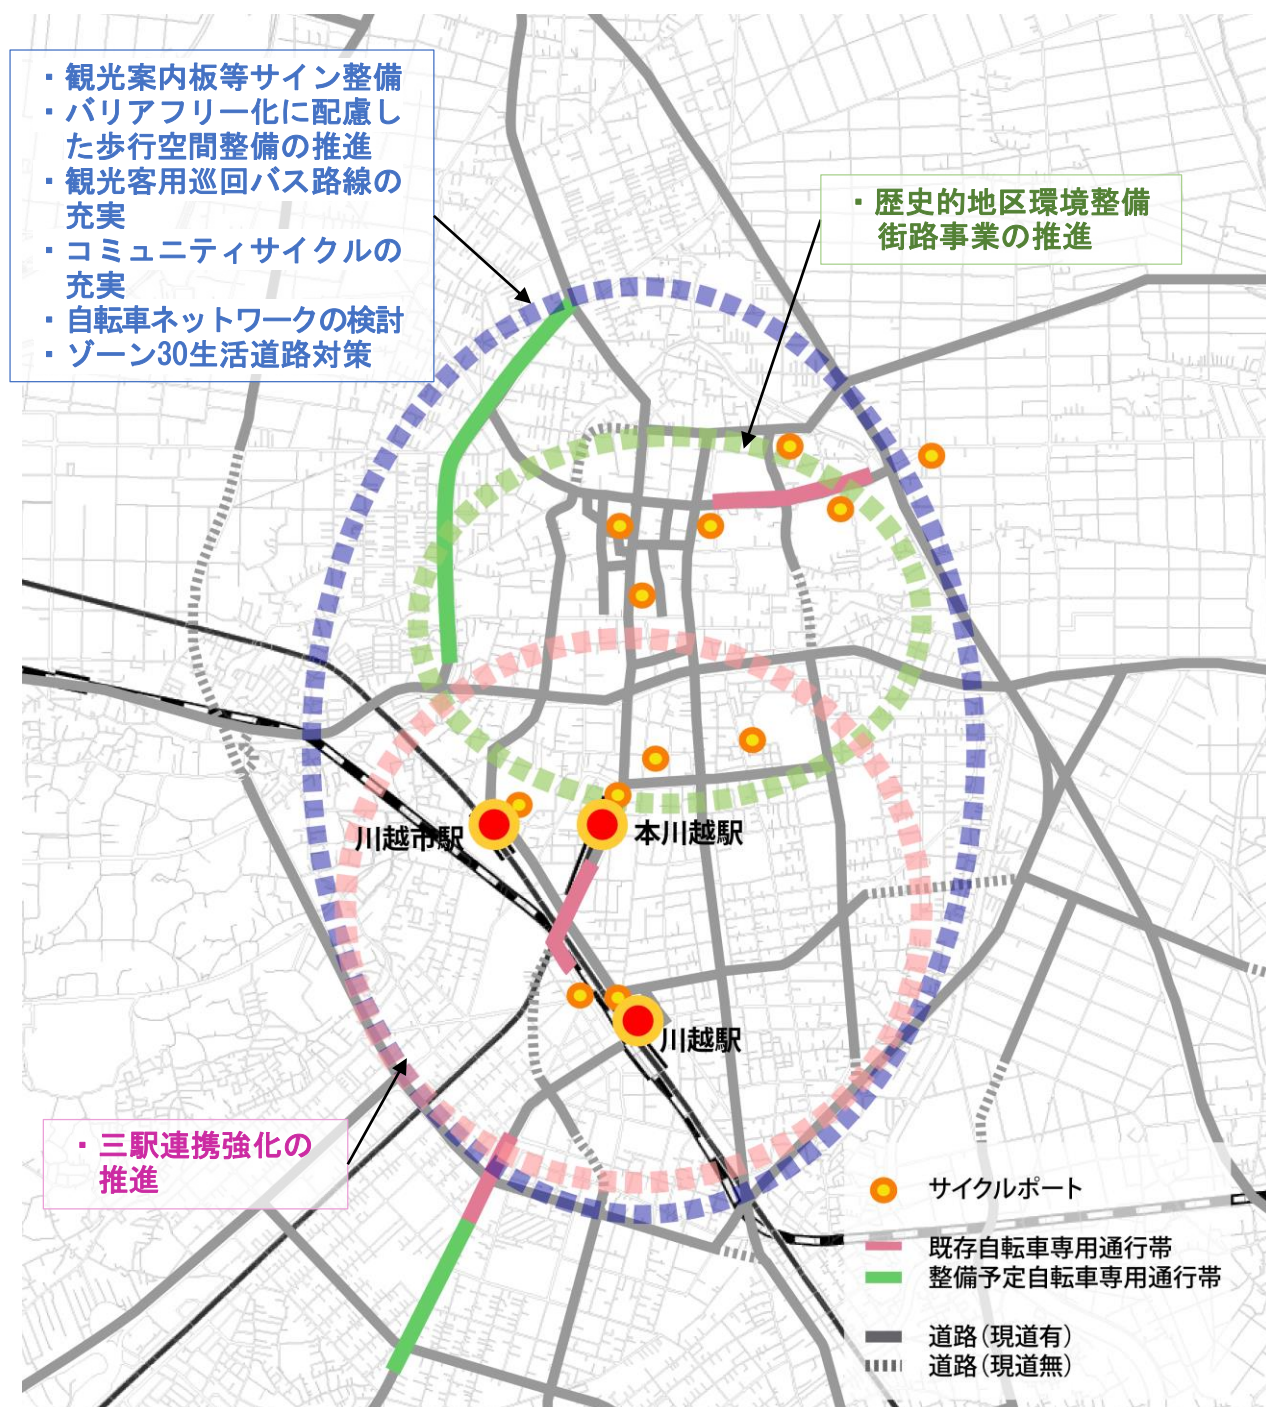 ・観光案内板等サイン整備
・バリアフリー化に配慮し
た歩行空間整備の推進
・観光客用巡回バス路線の
充実
・コミュニティサイクルの
充実
・自転車ネットワークの検討
・ゾーン30生活道路対策
・歴史的地区環境整備
街路事業の推進
川越市駅
本川越駅
川越駅
・三駅連携強化の
推進
サイクルポート
既存自転車専用通行帯
整備予定自転車専用通行帯
道路(現道有)
道路(現道無)